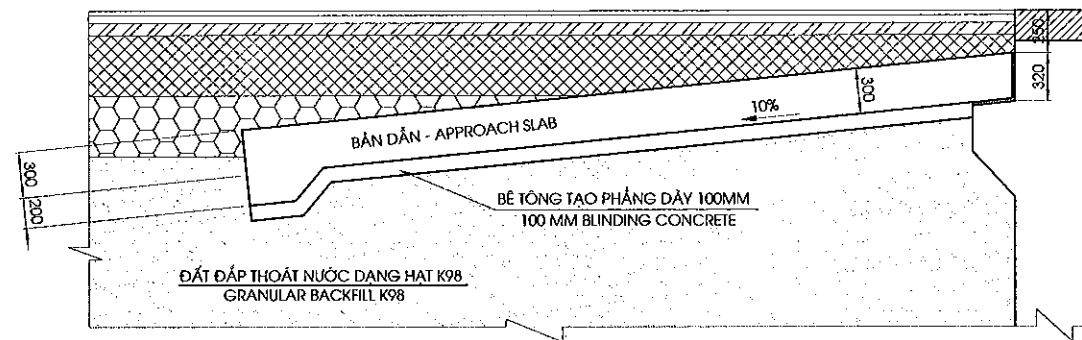 320
300
10%
BẢN DẪN - APPROACH SLAB
300
200
BÊ TÔNG TẠO PHẲNG DÀY 100MM
100 MM BLINDING CONCRETE
ĐẤT ĐẮP THOÁT NƯỚC DẠNG HẠT K98
GRANULAR BACKFILL K98